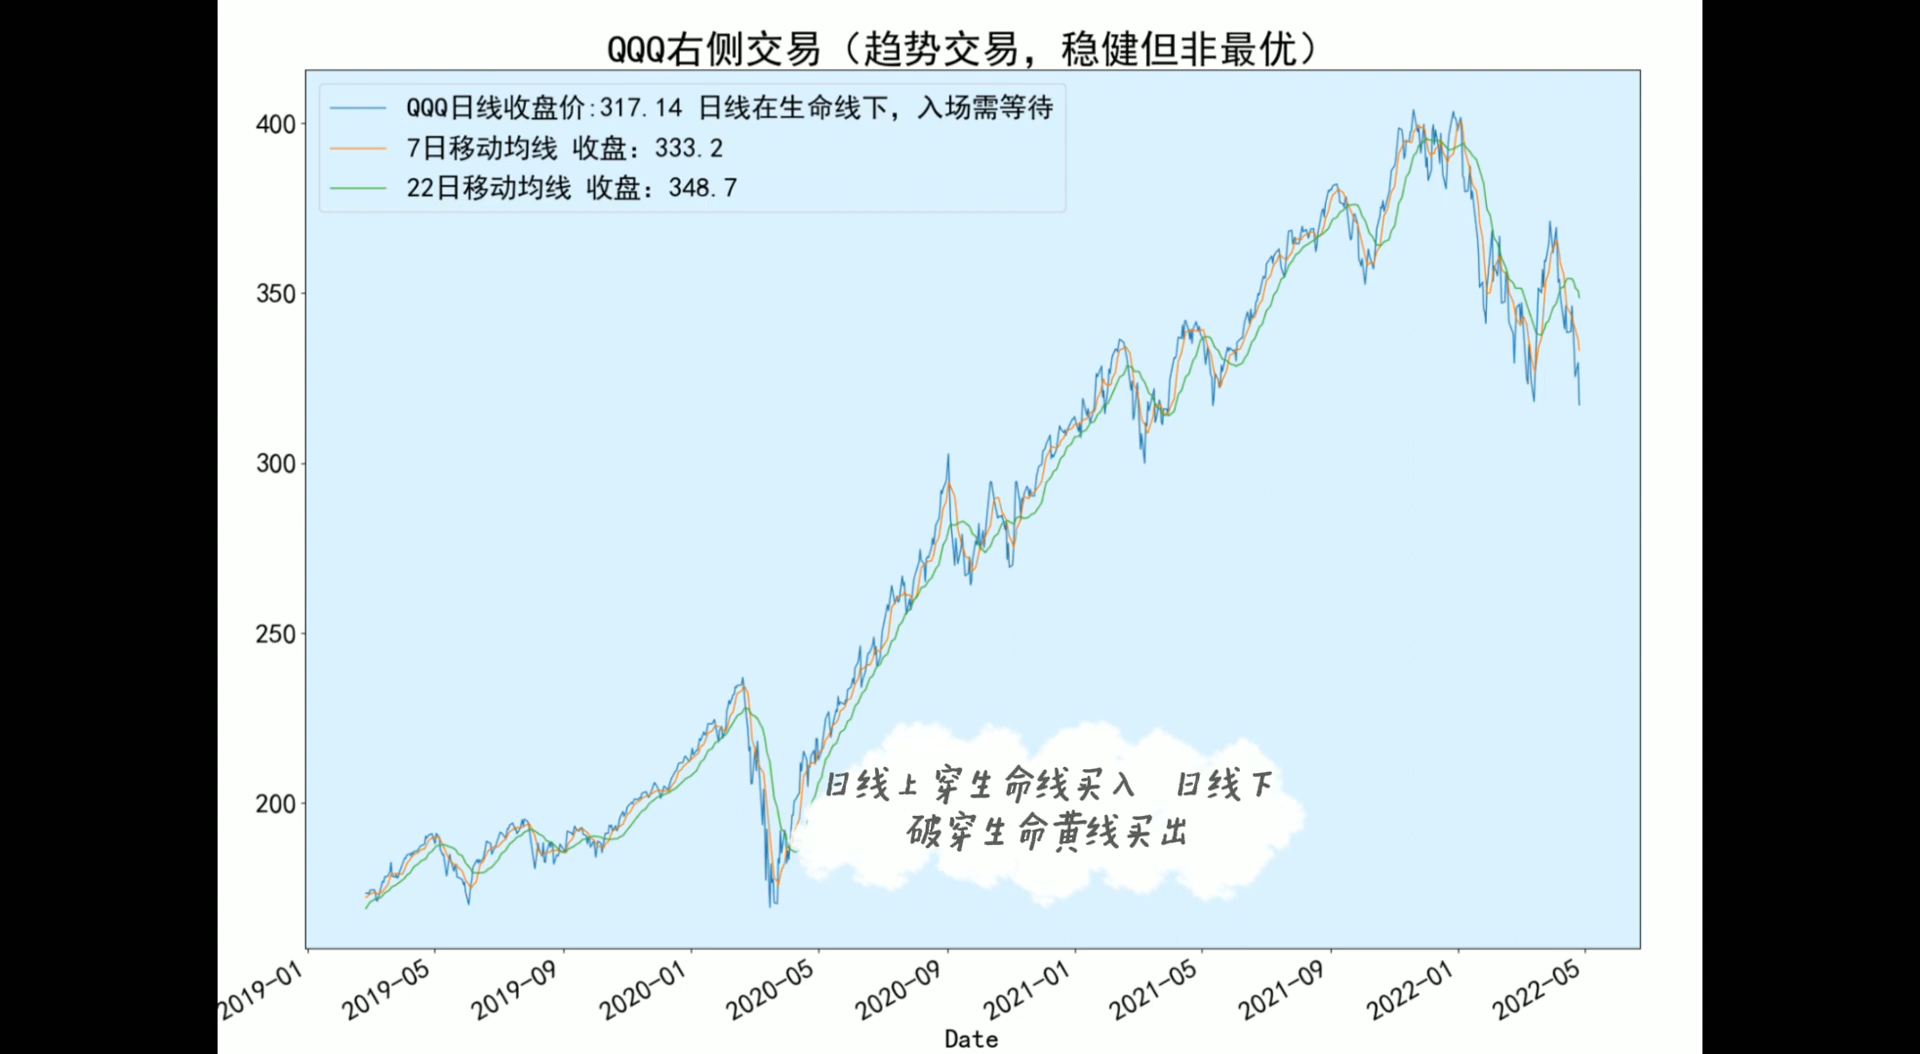 QQQ右侧交易（趋势交易，稳健但非最优）
QQQ日线收盘价:317.14 日线在生命线下，入场需等待
7日移动均线 收盘：333.2
22日移动均线 收盘：348.7
400
350
300
250
200
日线上穿生命线买入 日线下
破穿生命黄线卖出
2019-01
2019-05
2019-09
2020-01
2020-05
2020-09
2021-01
2021-05
2021-09
2022-01
2022-05
Date